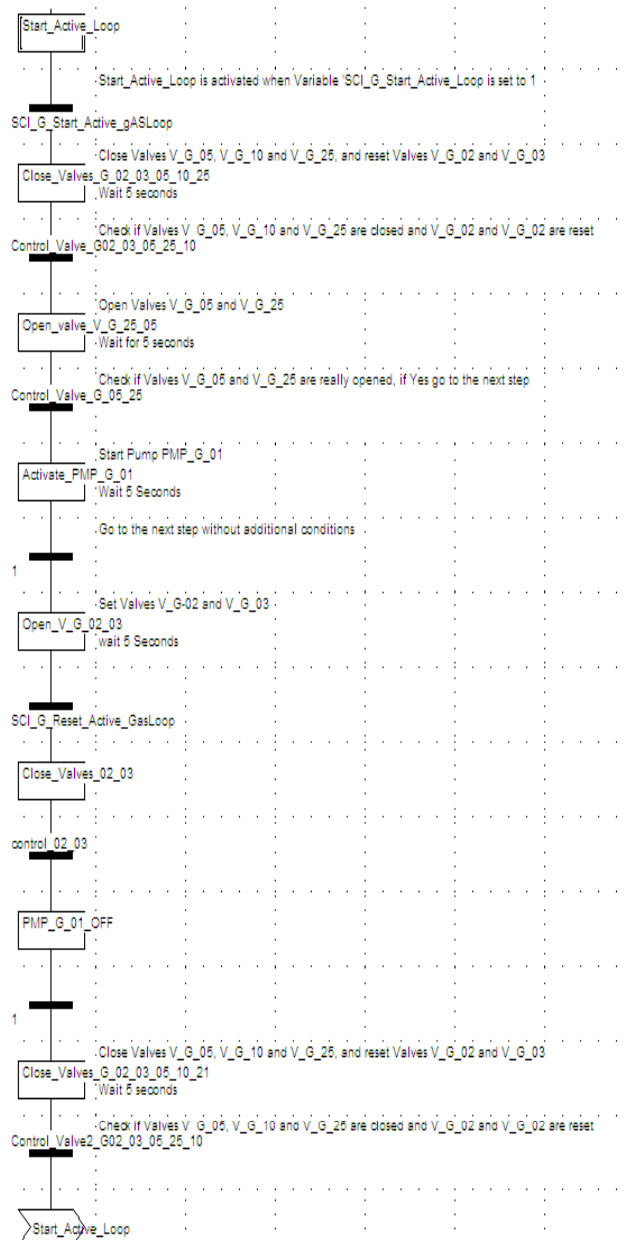 Start_Active_Loop
Start_Active_Loop is activated when Variable 'SCI_G_Start_Active_Loop is set to 1
SCI_G_Start_Active_gASLoop
Close Valves V_G_05, V_G_10 and V_G_25, and reset Valves V_G_02 and V_G_03
Close_Valves_G_02_03_05_10_25
Wait 5 seconds
Check if Valves V_G_05, V_G_10 and V_G_25 are closed and V_G_02 and V_G_02 are reset
Control_Valve_G02_03_05_25_10
Open Valves V_G_05 and V_G_25
Open_valve_V_G_25_05
Wait for 5 seconds
Check if Valves V_G_05 and V_G_25 are really opened, if Yes go to the next step
Control_Valve_G_05_25
Start Pump PMP_G_01
Activate_PMP_G_01
Wait 5 Seconds
Go to the next step without additional conditions
1
Set Valves V_G-02 and V_G_03
Open_V_G_02_03
wait 5 Seconds
SCI_G_Reset_Active_GasLoop
Close_Valves_02_03
control_02_03
PMP_G_01_OFF
1
Close Valves V_G_05, V_G_10 and V_G_25, and reset Valves V_G_02 and V_G_03
Close_Valves_G_02_03_05_10_21
Wait 5 seconds
Check if Valves V_G_05, V_G_10 and V_G_25 are closed and V_G_02 and V_G_02 are reset
Control_Valve2_G02_03_05_25_10
Start_Active_Loop